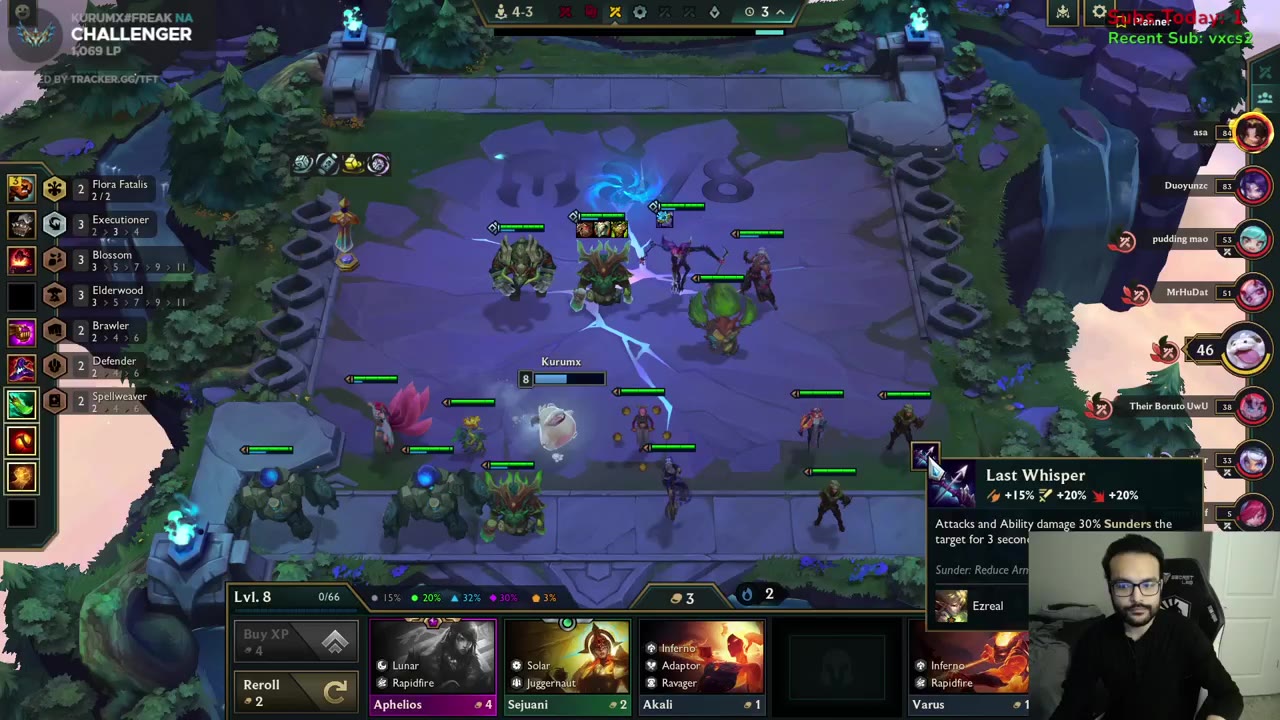 KURUMX#FREAK NA
CHALLENGER
1,069 LP
ED BY TRACKER.GG/TFT
4-3
3
Planner
Subs Today: 1
Recent Sub: vxcs2
2 Flora Fatalis
2 / 2
3 Executioner
2 > 3 > 4
3 Blossom
3 > 5 > 7 > 9 > 11
3 Elderwood
3 > 5 > 7 > 9 > 11
2 Brawler
2 > 4 > 6
2 Defender
2 > 4 > 6
2 Spellweaver
2 > 4 > 6
asa 84
Duoyunzc 83
pudding mao 53
MrHuDat 51
46
Their Boruto UwU 38
33
5
Kurumx
8
Last Whisper
+15% +20% +20%
Attacks and Ability damage 30% Sunders the
target for 3 secon
Sunder: Reduce Arm
Ezreal
Lvl. 8 0/66 15% 20% 32% 30% 3%
3
2
Buy XP
4
Reroll
2
Lunar
Rapidfire
Aphelios 4
Solar
Juggernaut
Sejuani 2
Inferno
Adaptor
Ravager
Akali 1
Inferno
Rapidfire
Varus 1